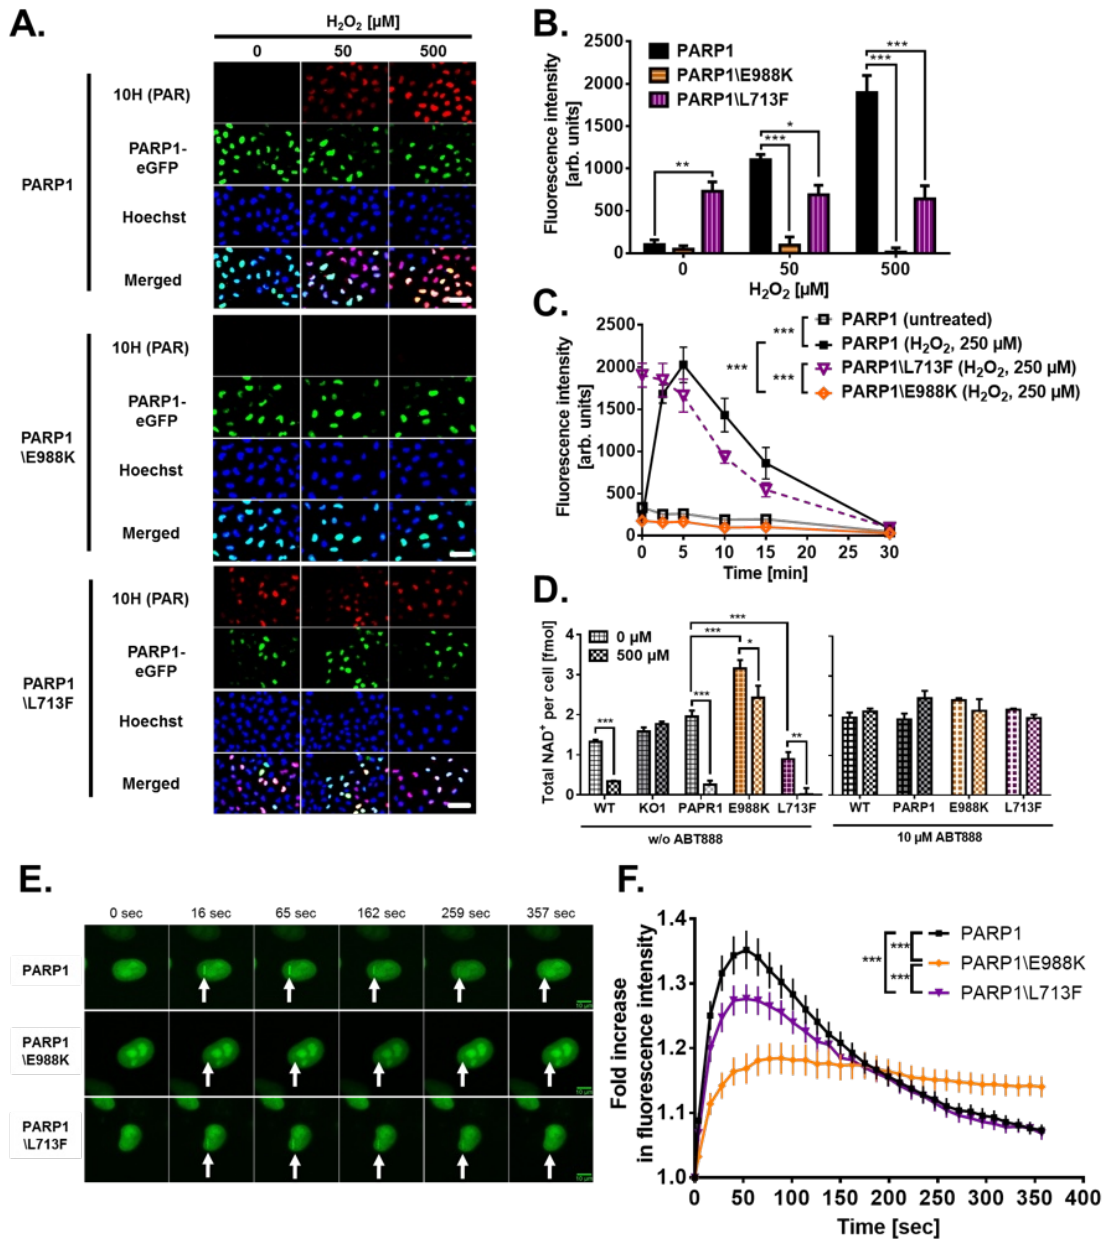 A.
H₂O₂ [µM]
0 50 500
PARP1
10H (PAR)
PARP1-
eGFP
Hoechst
Merged
PARP1
\E988K
10H (PAR)
PARP1-
eGFP
Hoechst
Merged
PARP1
\L713F
10H (PAR)
PARP1-
eGFP
Hoechst
Merged
B.
Fluorescence intensity
[arb. units]
2500
2000
1500
1000
500
0
PARP1
PARP1\E988K
PARP1\L713F
** *** * *** ***
0 50 500
H₂O₂ [µM]
C.
Fluorescence intensity
[arb. units]
2500
2000
1500
1000
500
0
PARP1 (untreated)
PARP1 (H₂O₂, 250 µM)
PARP1\L713F (H₂O₂, 250 µM)
PARP1\E988K (H₂O₂, 250 µM)
*** *** ***
0 5 10 15 20 25 30
Time [min]
D.
Total NAD⁺ per cell [fmol]
4
3
2
1
0
0 µM
500 µM
*** *** *** *** * **
WT KO1 PAPR1 E988K L713F
w/o ABT888
WT PARP1 E988K L713F
10 µM ABT888
E.
0 sec 16 sec 65 sec 162 sec 259 sec 357 sec
PARP1
10 µm
PARP1
\E988K
10 µm
PARP1
\L713F
10 µm
F.
Fold increase
in fluorescence intensity
1.4
1.3
1.2
1.1
1.0
PARP1
PARP1\E988K
PARP1\L713F
*** *** ***
0 50 100 150 200 250 300 350 400
Time [sec]